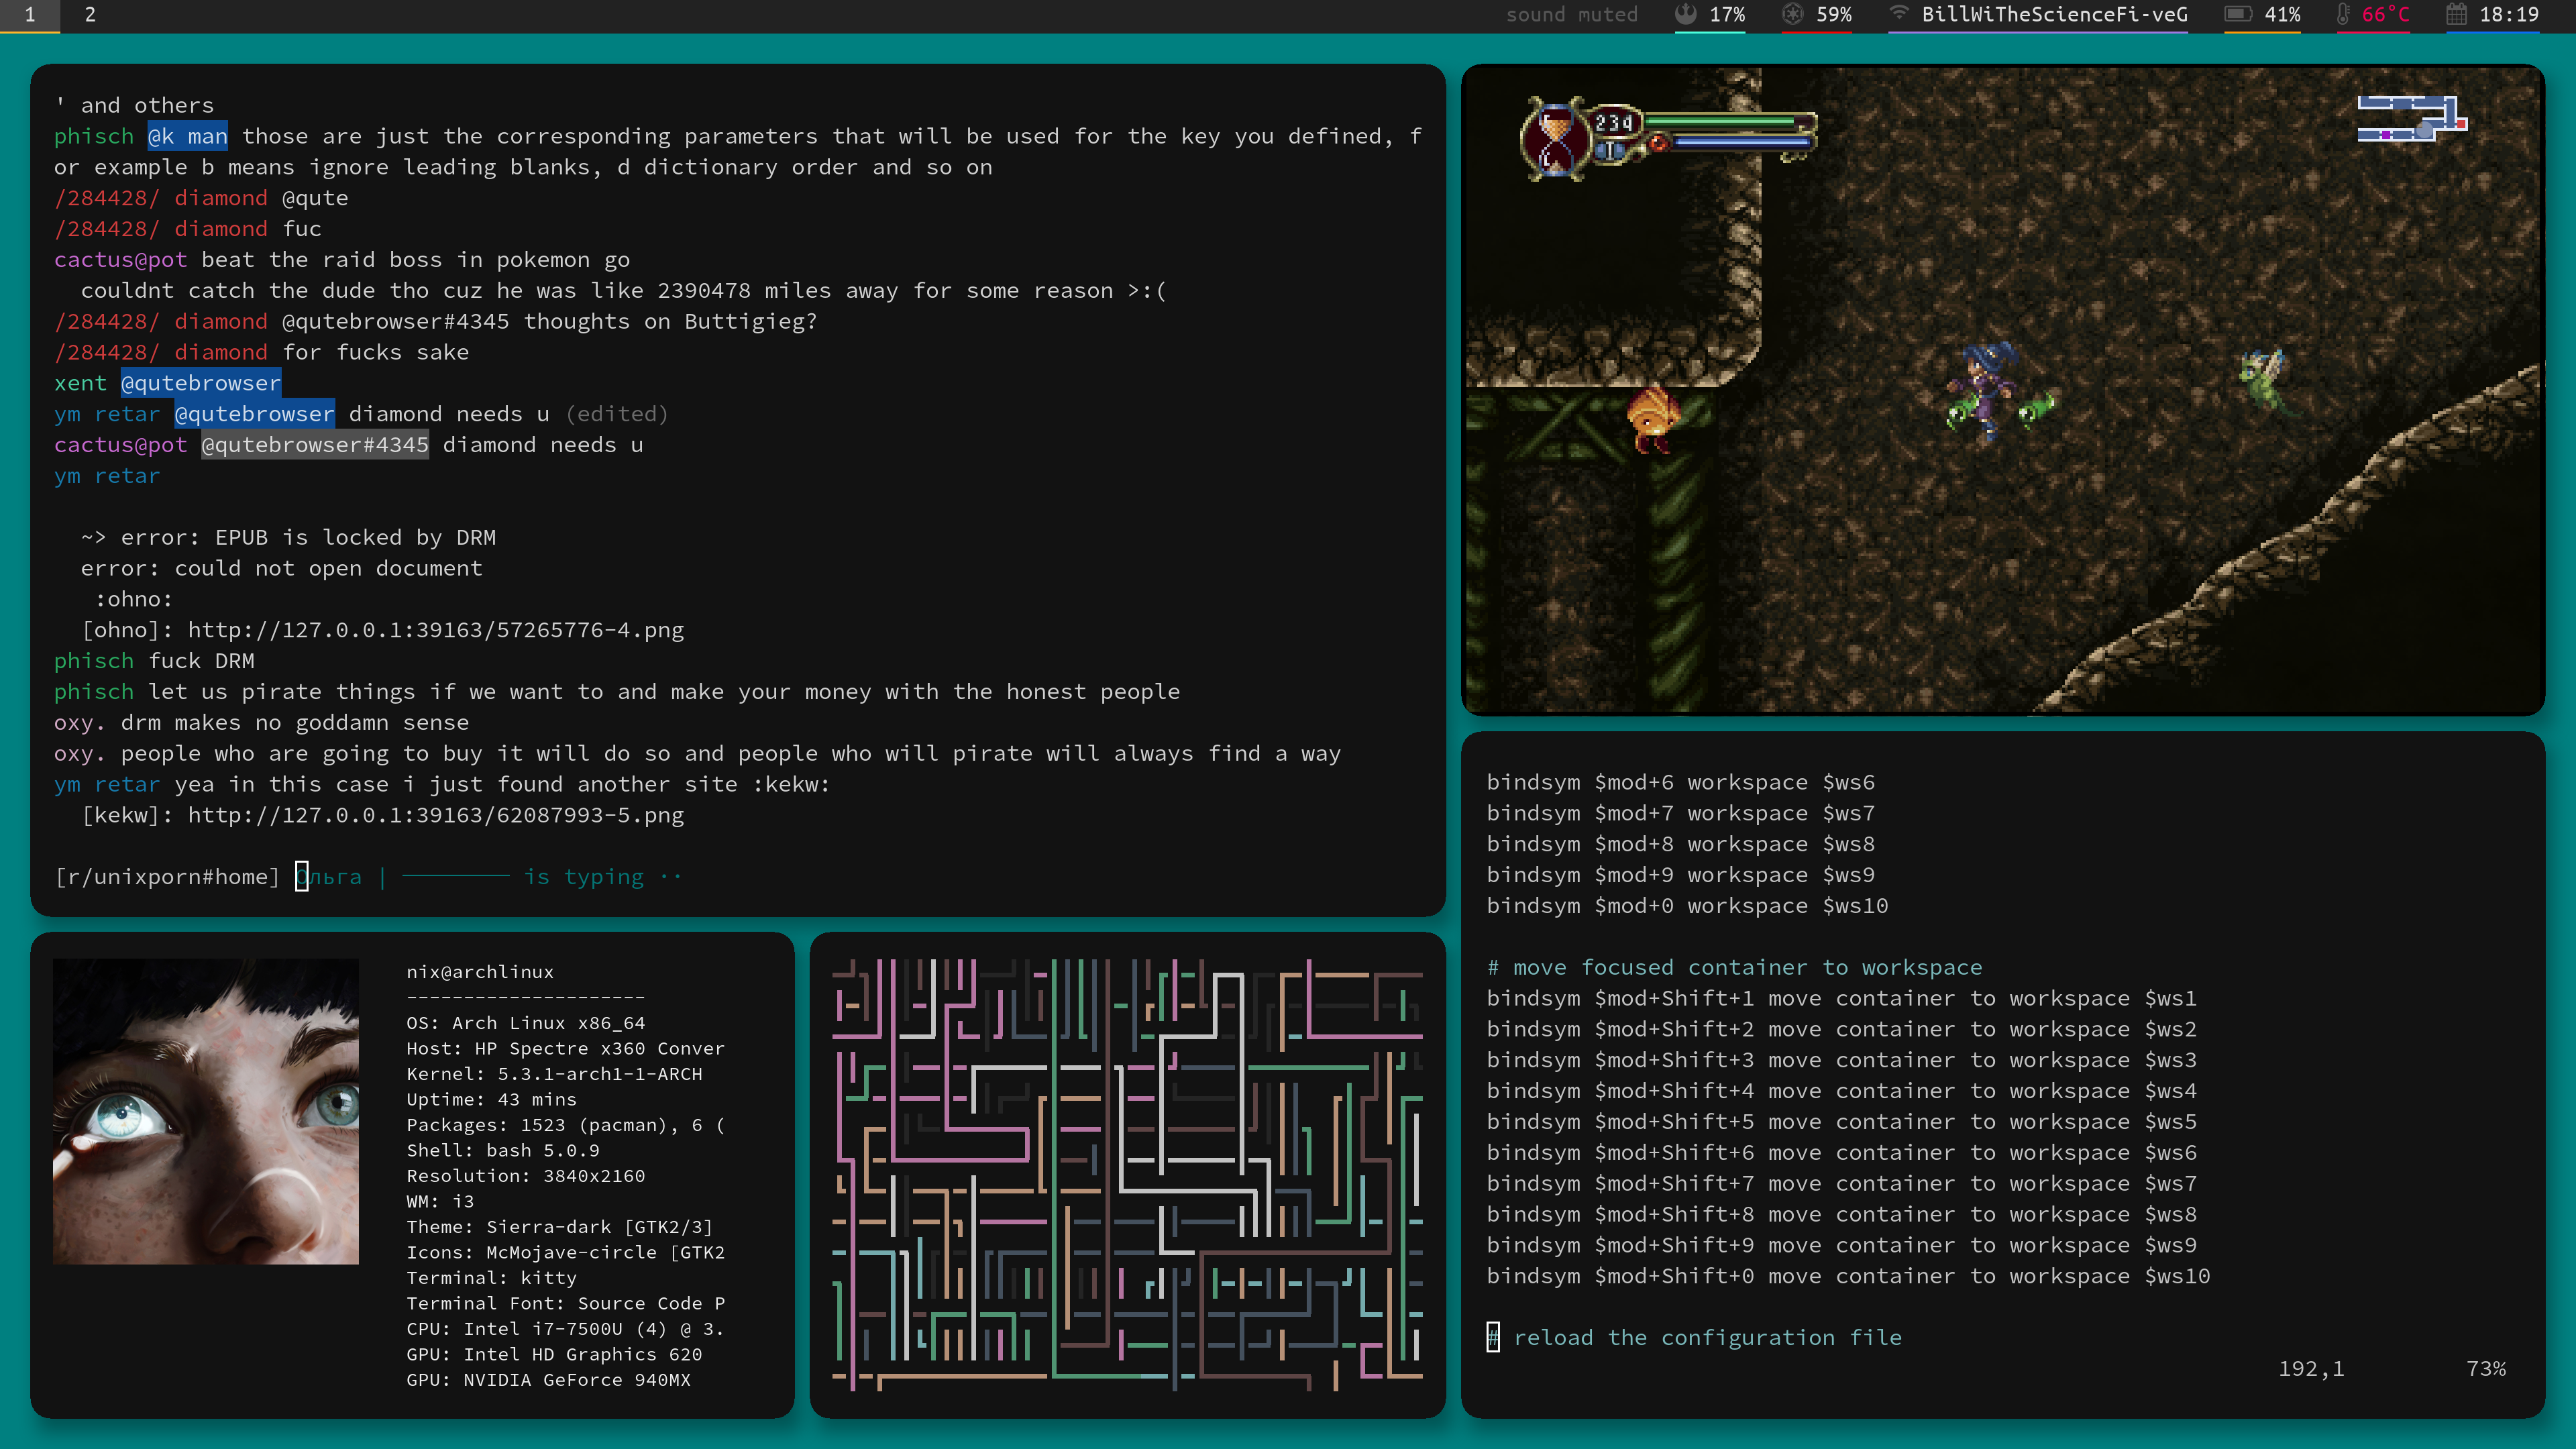 1 2 sound muted 17% 59% BillWiTheScienceFi-veG 41% 66°C 18:19
' and others
phisch @k man those are just the corresponding parameters that will be used for the key you defined, f
or example b means ignore leading blanks, d dictionary order and so on
/284428/ diamond @qute
/284428/ diamond fuc
cactus@pot beat the raid boss in pokemon go
couldnt catch the dude tho cuz he was like 2390478 miles away for some reason >:(
/284428/ diamond @qutebrowser#4345 thoughts on Buttigieg?
/284428/ diamond for fucks sake
xent @qutebrowser
ym retar @qutebrowser diamond needs u (edited)
cactus@pot @qutebrowser#4345 diamond needs u
ym retar
~> error: EPUB is locked by DRM
error: could not open document
:ohno:
[ohno]: http://127.0.0.1:39163/57265776-4.png
phisch fuck DRM
phisch let us pirate things if we want to and make your money with the honest people
oxy. drm makes no goddamn sense
oxy. people who are going to buy it will do so and people who will pirate will always find a way
ym retar yea in this case i just found another site :kekw:
[kekw]: http://127.0.0.1:39163/62087993-5.png
[r/unixporn#home] Ольга | ———————— is typing ··
234
I
nix@archlinux
---------------------
OS: Arch Linux x86_64
Host: HP Spectre x360 Conver
Kernel: 5.3.1-arch1-1-ARCH
Uptime: 43 mins
Packages: 1523 (pacman), 6 (
Shell: bash 5.0.9
Resolution: 3840x2160
WM: i3
Theme: Sierra-dark [GTK2/3]
Icons: McMojave-circle [GTK2
Terminal: kitty
Terminal Font: Source Code P
CPU: Intel i7-7500U (4) @ 3.
GPU: Intel HD Graphics 620
GPU: NVIDIA GeForce 940MX
bindsym $mod+6 workspace $ws6
bindsym $mod+7 workspace $ws7
bindsym $mod+8 workspace $ws8
bindsym $mod+9 workspace $ws9
bindsym $mod+0 workspace $ws10
# move focused container to workspace
bindsym $mod+Shift+1 move container to workspace $ws1
bindsym $mod+Shift+2 move container to workspace $ws2
bindsym $mod+Shift+3 move container to workspace $ws3
bindsym $mod+Shift+4 move container to workspace $ws4
bindsym $mod+Shift+5 move container to workspace $ws5
bindsym $mod+Shift+6 move container to workspace $ws6
bindsym $mod+Shift+7 move container to workspace $ws7
bindsym $mod+Shift+8 move container to workspace $ws8
bindsym $mod+Shift+9 move container to workspace $ws9
bindsym $mod+Shift+0 move container to workspace $ws10
# reload the configuration file
192,1 73%